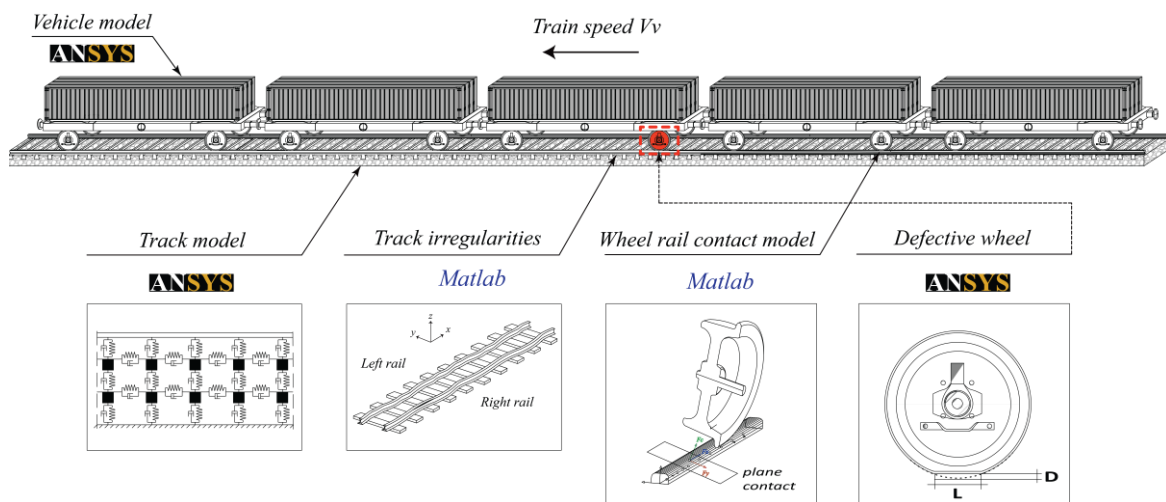 Vehicle model
ANSYS
Train speed Vv
Track model
Track irregularities
Wheel rail contact model
Defective wheel
ANSYS
Matlab
Matlab
ANSYS
z
y
x
Left rail
Right rail
plane
contact
D
L